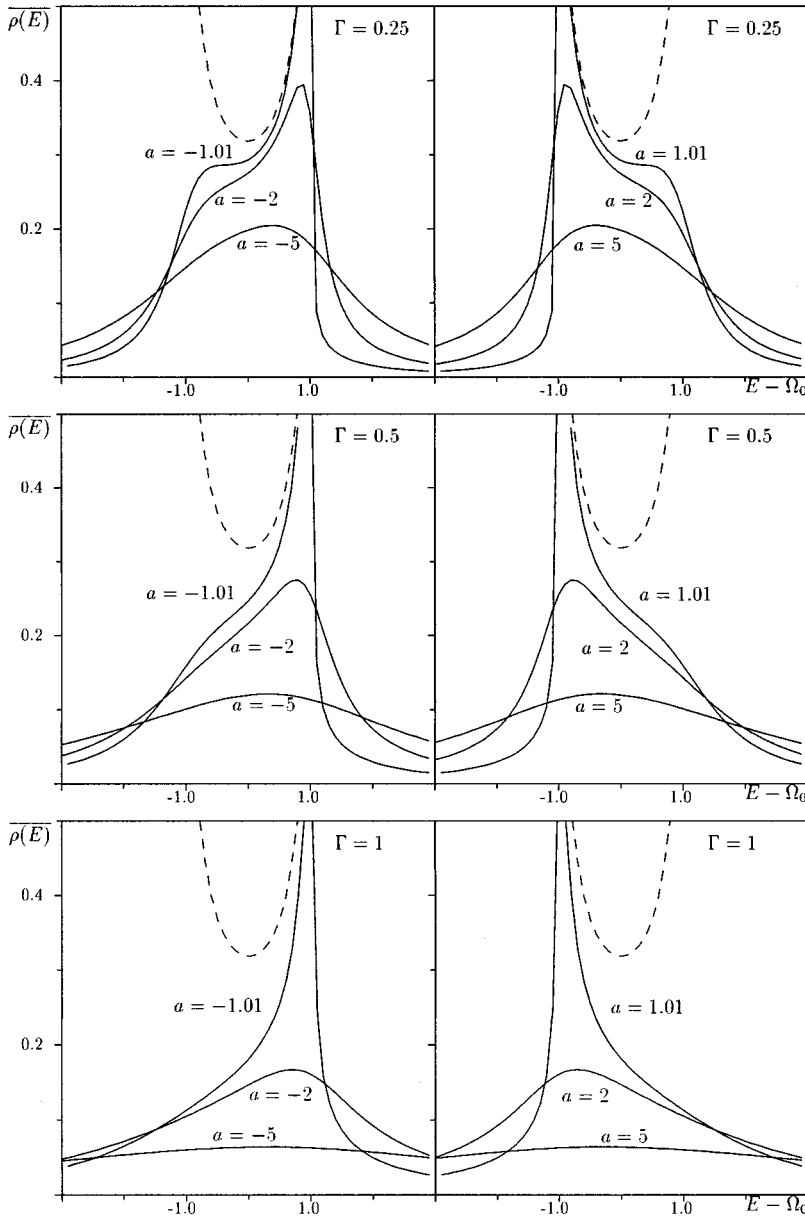 ρ(E) Γ = 0.25 Γ = 0.25
0.4
a = −1.01 a = 1.01
a = −2 a = 2
0.2
a = −5 a = 5
-1.0 1.0 -1.0 1.0 E − Ω₀
ρ(E) Γ = 0.5 Γ = 0.5
0.4
a = −1.01 a = 1.01
a = −2 a = 2
0.2
a = −5 a = 5
-1.0 1.0 -1.0 1.0 E − Ω₀
ρ(E) Γ = 1 Γ = 1
0.4
a = −1.01 a = 1.01
0.2
a = −2 a = 2
a = −5 a = 5
-1.0 1.0 -1.0 1.0 E − Ω₀